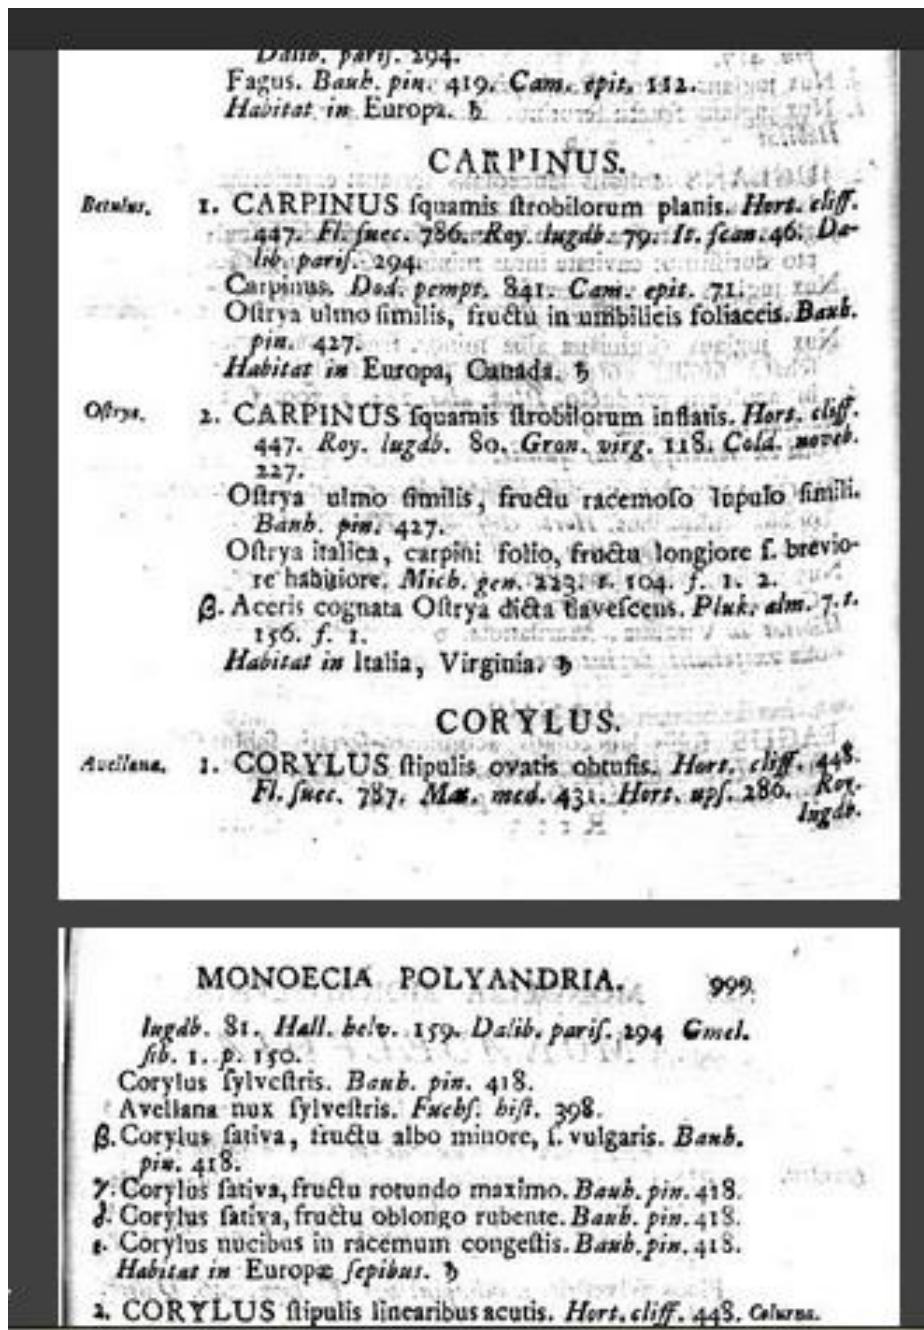 Dalib. pariſ. 294.
Fagus. Bauh. pin. 419. Cam. epit. 112.
Habitat in Europa. ♄
CARPINUS.
Betulus. 1. CARPINUS ſquamis ſtrobilorum planis. Hort. cliff.
447. Fl. ſuec. 786. Roy. lugdb. 79. It. ſcan. 46. Da-
lib. pariſ. 294.
Carpinus. Dod. pempt. 841. Cam. epit. 71.
Oſtrya ulmo ſimilis, fructu in umbilicis foliaceis. Bauh.
pin. 427.
Habitat in Europa, Canada. ♄
Oſtrya. 2. CARPINUS ſquamis ſtrobilorum inflatis. Hort. cliff.
447. Roy. lugdb. 80. Gron. virg. 118. Cold. noveb.
227.
Oſtrya ulmo ſimilis, fructu racemoſo lupulo ſimili.
Bauh. pin. 427.
Oſtrya italica, carpini folio, fructu longiore ſ. brevio-
re habitiore. Mich. gen. 223. t. 104. f. 1. 2.
β. Aceris cognata Oſtrya dicta flaveſcens. Pluk. alm. 7. t.
156. f. 1.
Habitat in Italia, Virginia. ♄
CORYLUS.
Avellana. 1. CORYLUS ſtipulis ovatis obtuſis. Hort. cliff. 448.
Fl. ſuec. 787. Mat. med. 431. Hort. upſ. 286. Roy.
lugdb.
MONOECIA POLYANDRIA. 999.
lugdb. 81. Hall. helv. 159. Dalib. pariſ. 294 Gmel.
ſib. 1. p. 150.
Corylus ſylveſtris. Bauh. pin. 418.
Avellana nux ſylveſtris. Fuchſ. hiſt. 398.
β. Corylus ſativa, fructu albo minore, ſ. vulgaris. Bauh.
pin. 418.
γ. Corylus ſativa, fructu rotundo maximo. Bauh. pin. 418.
δ. Corylus ſativa, fructu oblongo rubente. Bauh. pin. 418.
ε. Corylus nucibus in racemum congeſtis. Bauh. pin. 418.
Habitat in Europæ ſepibus. ♄
2. CORYLUS ſtipulis linearibus acutis. Hort. cliff. 448. Colurna.